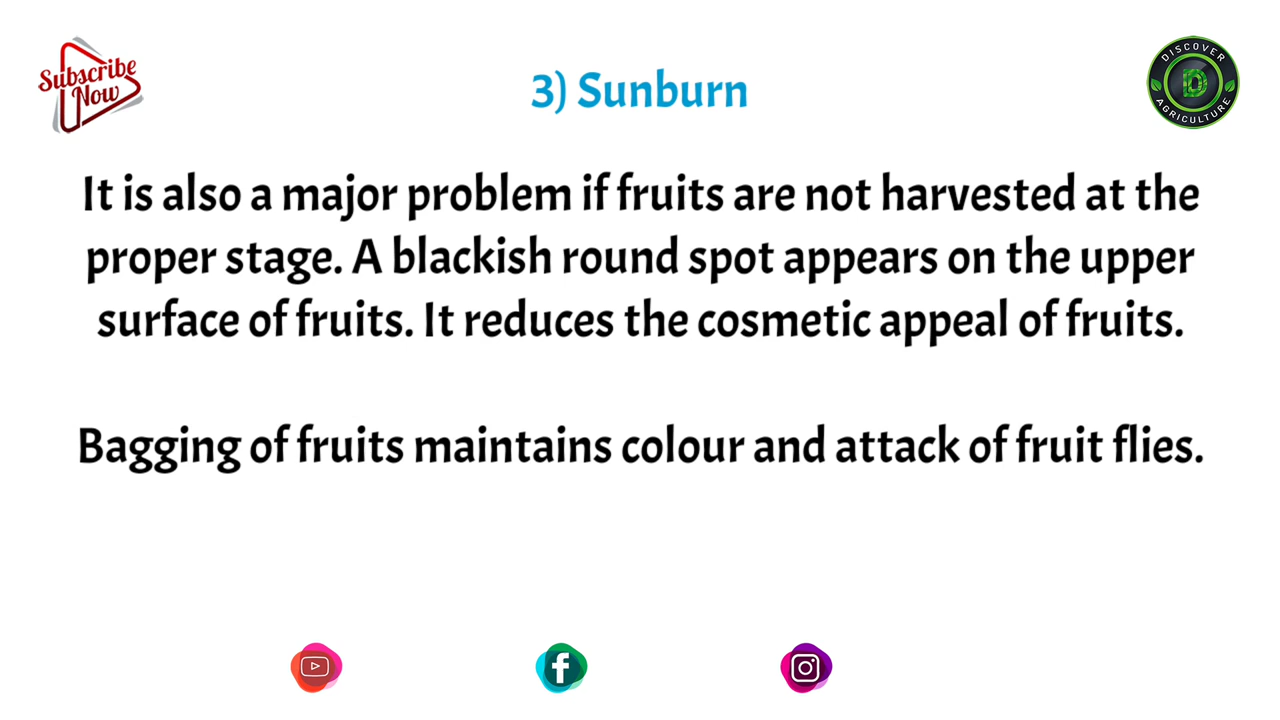 Subscribe
Now
3) Sunburn
DISCOVER
D
AGRICULTURE
It is also a major problem if fruits are not harvested at the
proper stage. A blackish round spot appears on the upper
surface of fruits. It reduces the cosmetic appeal of fruits.
Bagging of fruits maintains colour and attack of fruit flies.